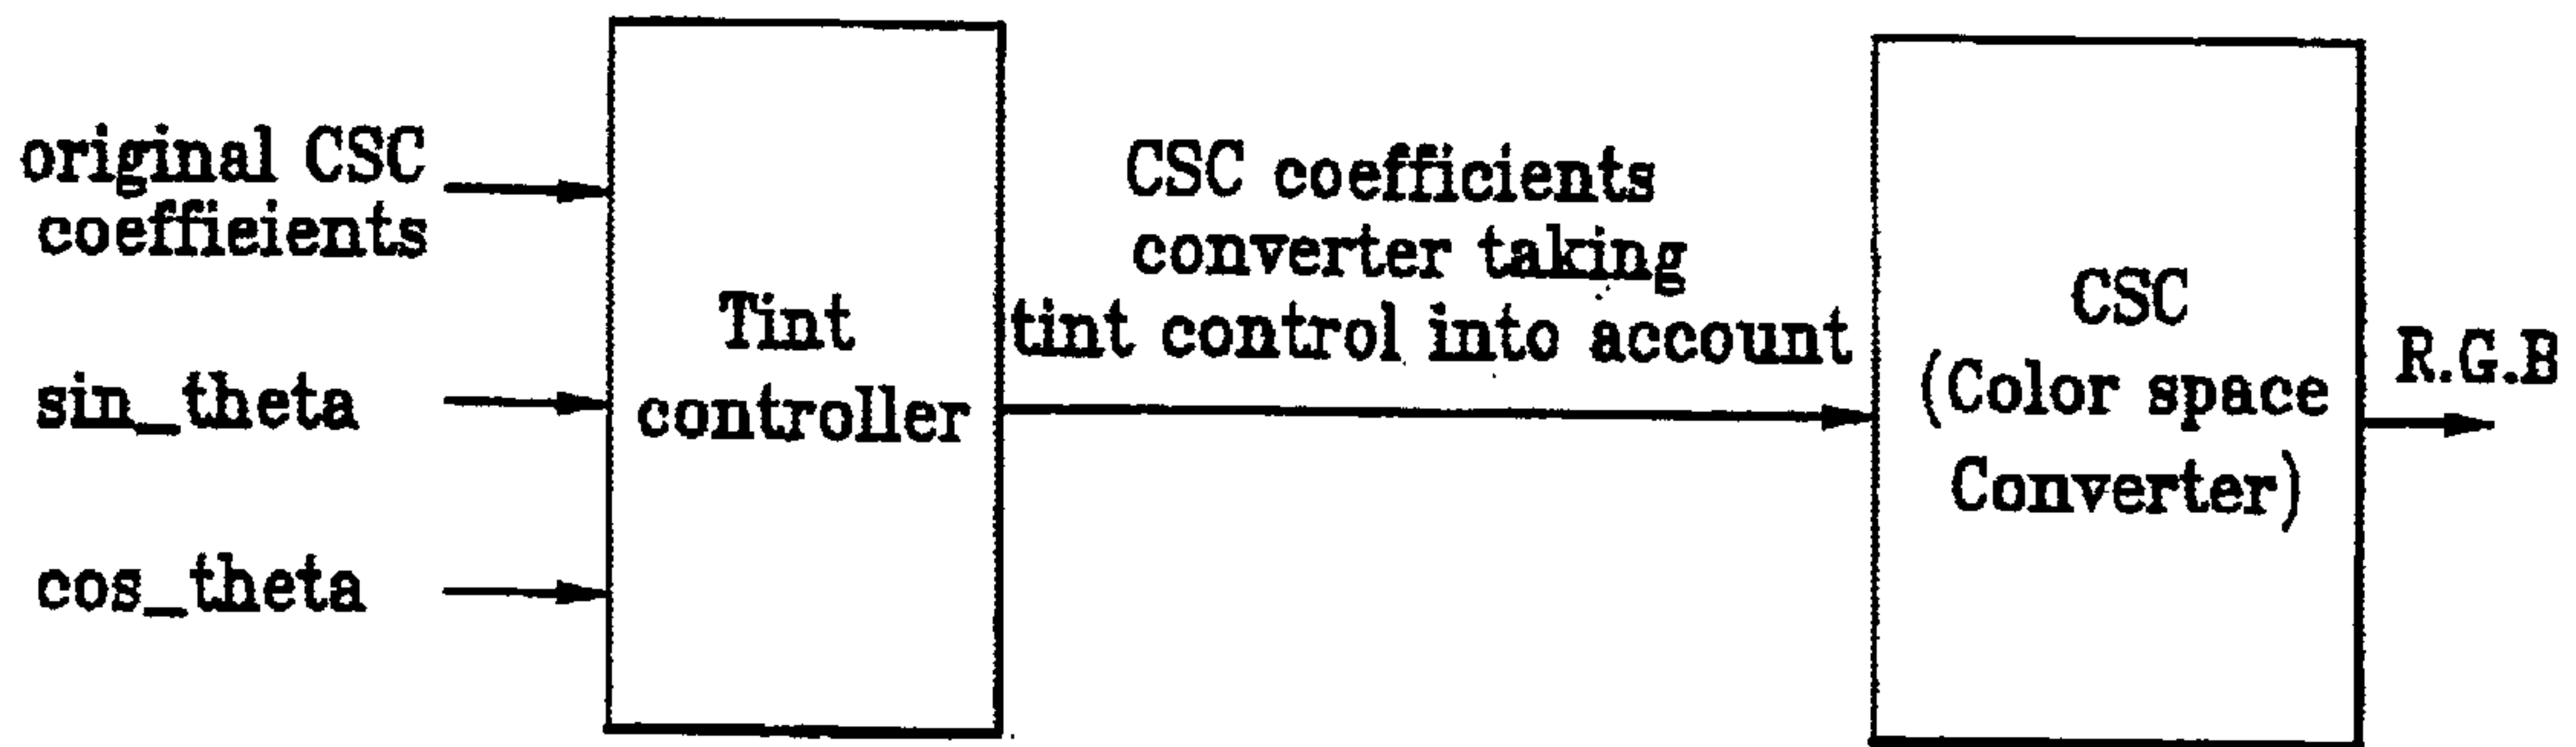 original CSC
coeffieients
sin_theta
cos_theta
Tint
controller
CSC coefficients
converter taking
tint control into account
CSC
(Color space
Converter)
R.G.B